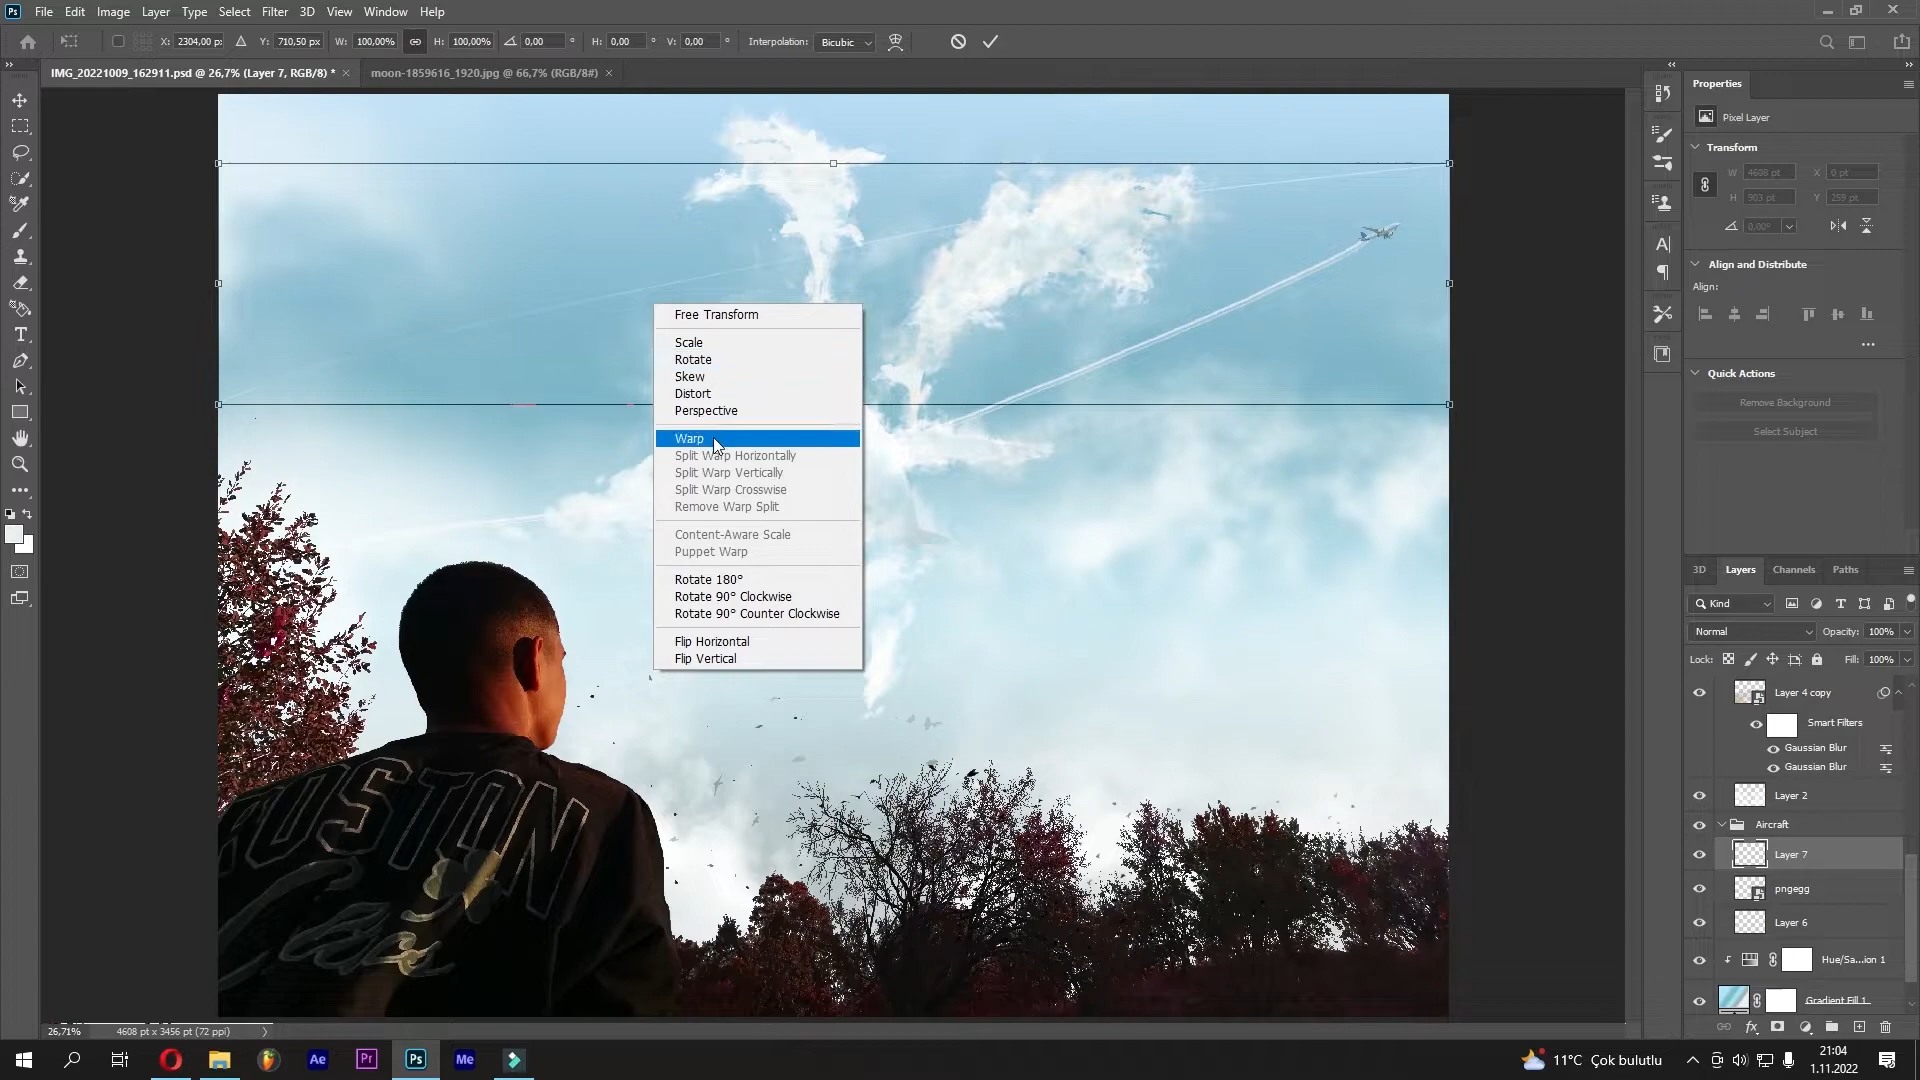 Ps File Edit Image Layer Type Select Filter 3D View Window Help
X: 2304,00 p: Y: 710,50 px W: 100,00% H: 100,00% 0,00 ° H: 0,00 ° V: 0,00 ° Interpolation: Bicubic
IMG_20221009_162911.psd @ 26,7% (Layer 7, RGB/8) * × moon-1859616_1920.jpg @ 66,7% (RGB/8#) ×
Properties
Pixel Layer
Transform
W 4608 pt X 0 pt
H 903 pt Y 259 pt
0,00°
Align and Distribute
Align:
Quick Actions
Remove Background
Select Subject
Free Transform
Scale
Rotate
Skew
Distort
Perspective
Warp
Split Warp Horizontally
Split Warp Vertically
Split Warp Crosswise
Remove Warp Split
Content-Aware Scale
Puppet Warp
Rotate 180°
Rotate 90° Clockwise
Rotate 90° Counter Clockwise
Flip Horizontal
Flip Vertical
3D Layers Channels Paths
Kind
Normal Opacity: 100%
Lock: Fill: 100%
Layer 4 copy
Smart Filters
Gaussian Blur
Gaussian Blur
Layer 2
Aircraft
Layer 7
pngegg
Layer 6
Hue/Sa...ion 1
Gradient Fill 1
26,71% 4608 pt x 3456 pt (72 ppi)
Ae Pr Ps Me
11°C Çok bulutlu
21:04
1.11.2022